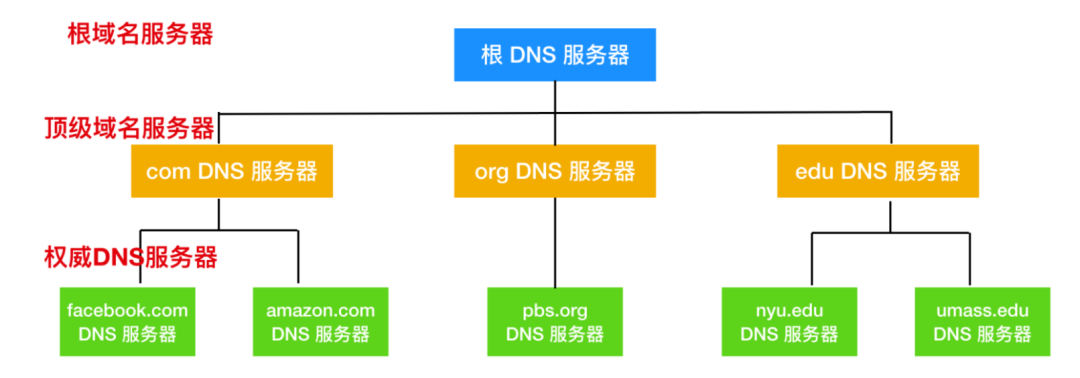 根域名服务器
根 DNS 服务器
顶级域名服务器
com DNS 服务器
org DNS 服务器
edu DNS 服务器
权威DNS服务器
facebook.com
DNS 服务器
amazon.com
DNS 服务器
pbs.org
DNS 服务器
nyu.edu
DNS 服务器
umass.edu
DNS 服务器